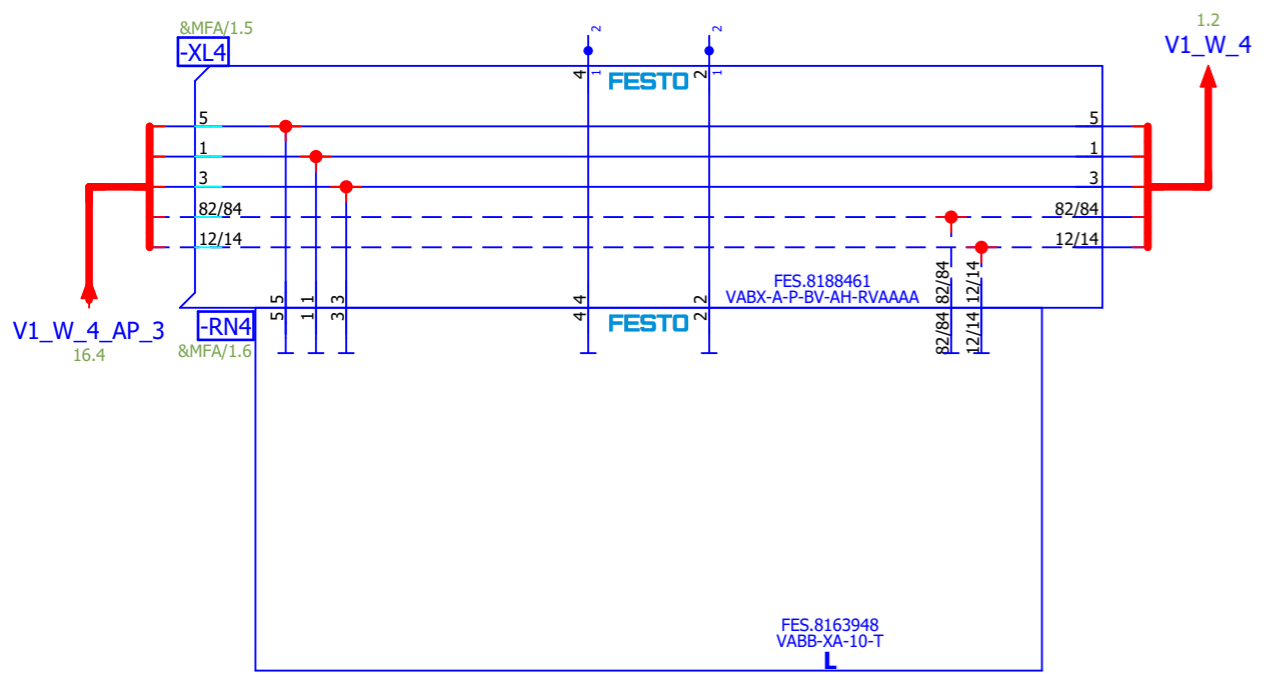 &MFA/1.5
-XL4
2
2
1.2
V1_W_4
4
1
FESTO
2
1
5
5
1
1
3
3
82/84
82/84
12/14
12/14
FES.8188461
VABX-A-P-BV-AH-RVAAAA
82/84
12/14
5
1
3
4
2
V1_W_4_AP_3
16.4
-RN4
&MFA/1.6
5
1
3
4
FESTO
2
82/84
12/14
FES.8163948
VABB-XA-10-T
L